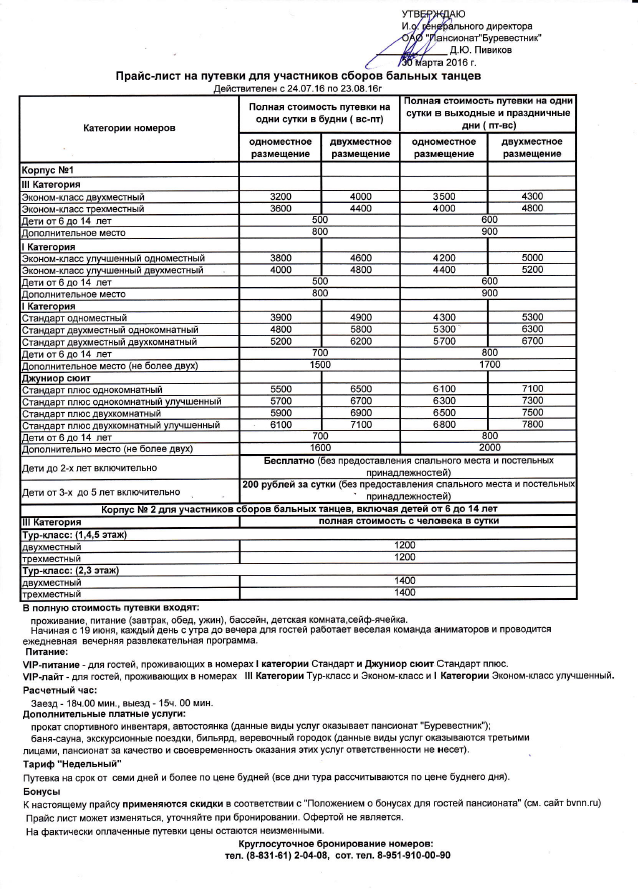 УТВЕРЖДАЮ
И.о. генерального директора
ОАО "Пансионат"Буревестник"
Д.Ю. Пивиков
30 марта 2016 г.
Прайс-лист на путевки для участников сборов бальных танцев
Действителен с 24.07.16 по 23.08.16г
Категории номеров
Полная стоимость путевки на одни сутки в будни ( вс-пт)
Полная стоимость путевки на одни сутки в выходные и праздничные дни ( пт-вс)
одноместное размещение двухместное размещение одноместное размещение двухместное размещение
Корпус №1
III Категория
Эконом-класс двухместный 3200 4000 3500 4300
Эконом-класс трехместный 3600 4400 4000 4800
Дети от 6 до 14 лет 500 600
Дополнительное место 800 900
I Категория
Эконом-класс улучшенный одноместный 3800 4600 4200 5000
Эконом-класс улучшенный двухместный 4000 4800 4400 5200
Дети от 6 до 14 лет 500 600
Дополнительное место 800 900
I Категория
Стандарт одноместный 3900 4900 4300 5300
Стандарт двухместный однокомнатный 4800 5800 5300 6300
Стандарт двухместный двухкомнатный 5200 6200 5700 6700
Дети от 6 до 14 лет 700 800
Дополнительное место (не более двух) 1500 1700
Джуниор сюит
Стандарт плюс однокомнатный 5500 6500 6100 7100
Стандарт плюс однокомнатный улучшенный 5700 6700 6300 7300
Стандарт плюс двухкомнатный 5900 6900 6500 7500
Стандарт плюс двухкомнатный улучшенный 6100 7100 6800 7800
Дети от 6 до 14 лет 700 800
Дополнительно место (не более двух) 1600 2000
Дети до 2-х лет включительно Бесплатно (без предоставления спального места и постельных принадлежностей)
Дети от 3-х до 5 лет включительно 200 рублей за сутки (без предоставления спального места и постельных принадлежностей)
Корпус № 2 для участников сборов бальных танцев, включая детей от 6 до 14 лет
III Категория полная стоимость с человека в сутки
Тур-класс: (1,4,5 этаж)
двухместный 1200
трехместный 1200
Тур-класс: (2,3 этаж)
двухместный 1400
трехместный 1400
В полную стоимость путевки входят:
проживание, питание (завтрак, обед, ужин), бассейн, детская комната,сейф-ячейка.
Начиная с 19 июня, каждый день с утра до вечера для гостей работает веселая команда аниматоров и проводится
ежедневная вечерняя развлекательная программа.
Питание:
VIP-питание - для гостей, проживающих в номерах I категории Стандарт и Джуниор сюит Стандарт плюс.
VIP-лайт - для гостей, проживающих в номерах III Категории Тур-класс и Эконом-класс и I Категория Эконом-класс улучшенный.
Расчетный час:
Заезд - 18ч.00 мин., выезд - 15ч. 00 мин.
Дополнительные платные услуги:
прокат спортивного инвентаря, автостоянка (данные виды услуг оказывает пансионат "Буревестник");
баня-сауна, экскурсионные поездки, бильярд, веревочный городок (данные виды услуг оказываются третьими
лицами, пансионат за качество и своевременность оказания этих услуг ответственности не несет).
Тариф "Недельный"
Путевка на срок от семи дней и более по цене будней (все дни тура рассчитываются по цене буднего дня).
Бонусы
К настоящему прайсу применяются скидки в соответствии с "Положением о бонусах для гостей пансионата" (см. сайт bvnn.ru)
Прайс лист может изменяться, уточняйте при бронировании. Офертой не является.
На фактически оплаченные путевки цены остаются неизменными.
Круглосуточное бронирование номеров:
тел. (8-831-61) 2-04-08, сот. тел. 8-951-910-00-90